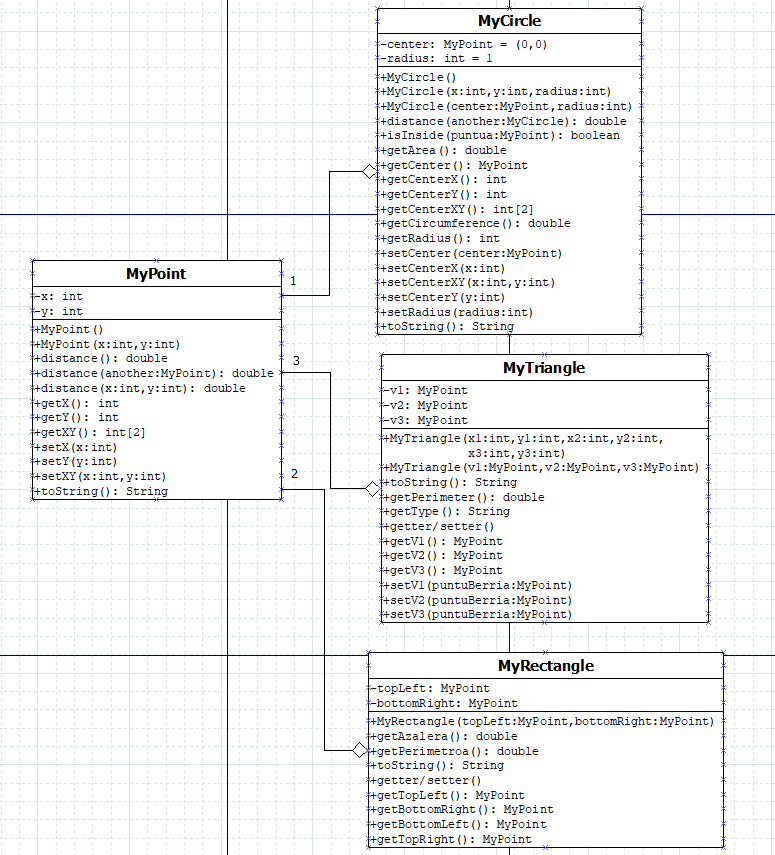 MyCircle
-center: MyPoint = (0,0)
-radius: int = 1
+MyCircle()
+MyCircle(x:int,y:int,radius:int)
+MyCircle(center:MyPoint,radius:int)
+distance(another:MyCircle): double
+isInside(puntua:MyPoint): boolean
+getArea(): double
+getCenter(): MyPoint
+getCenterX(): int
+getCenterY(): int
+getCenterXY(): int[2]
+getCircumference(): double
+getRadius(): int
+setCenter(center:MyPoint)
+setCenterX(x:int)
+setCenterXY(x:int,y:int)
+setCenterY(y:int)
+setRadius(radius:int)
+toString(): String
MyPoint
-x: int
-y: int
+MyPoint()
+MyPoint(x:int,y:int)
+distance(): double
+distance(another:MyPoint): double
+distance(x:int,y:int): double
+getX(): int
+getY(): int
+getXY(): int[2]
+setX(x:int)
+setY(y:int)
+setXY(x:int,y:int)
+toString(): String
1
3
2
MyTriangle
-v1: MyPoint
-v2: MyPoint
-v3: MyPoint
+MyTriangle(x1:int,y1:int,x2:int,y2:int,
x3:int,y3:int)
+MyTriangle(v1:MyPoint,v2:MyPoint,v3:MyPoint)
+toString(): String
+getPerimeter(): double
+getType(): String
+getter/setter()
+getV1(): MyPoint
+getV2(): MyPoint
+getV3(): MyPoint
+setV1(puntuBerria:MyPoint)
+setV2(puntuBerria:MyPoint)
+setV3(puntuBerria:MyPoint)
MyRectangle
-topLeft: MyPoint
-bottomRight: MyPoint
+MyRectangle(topLeft:MyPoint,bottomRight:MyPoint)
+getAzalera(): double
+getPerimetroa(): double
+toString(): String
+getter/setter()
+getTopLeft(): MyPoint
+getBottomRight(): MyPoint
+getBottomLeft(): MyPoint
+getTopRight(): MyPoint